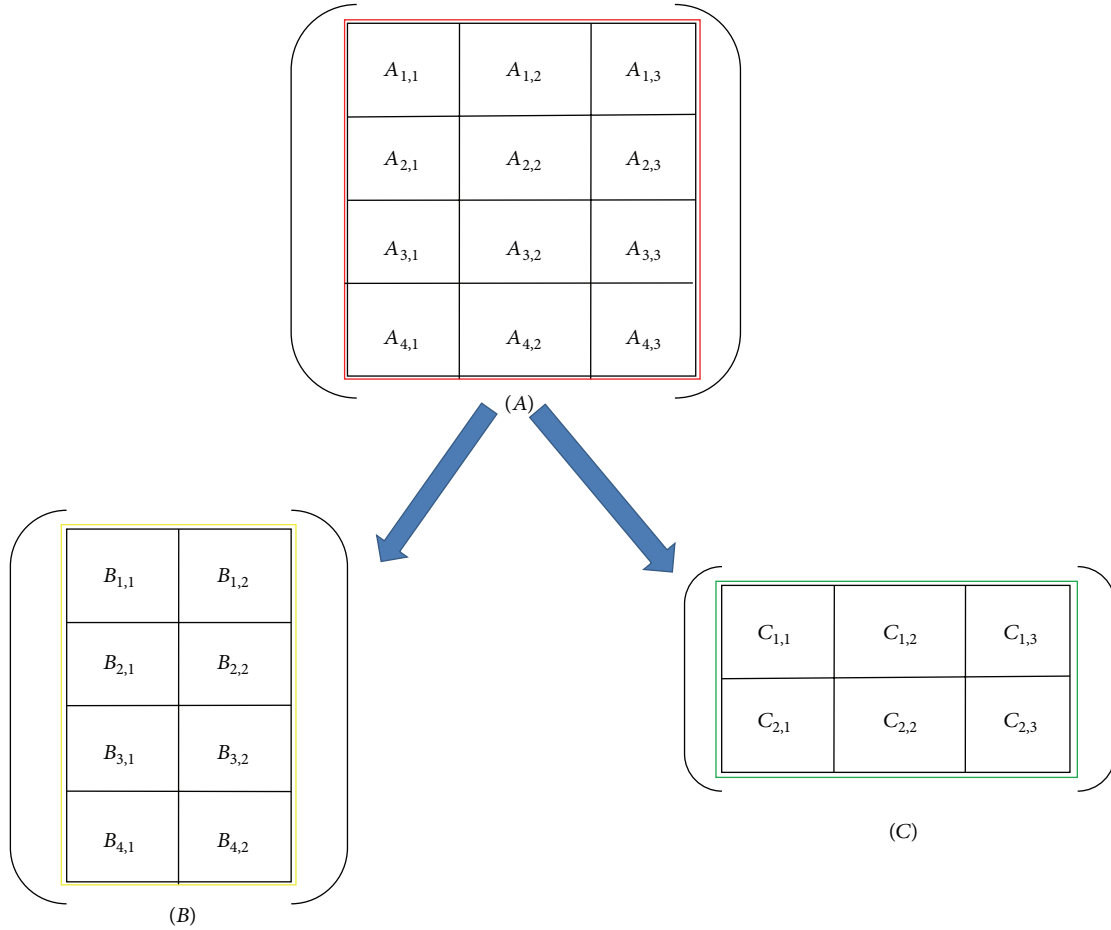 A1,1 A1,2 A1,3
A2,1 A2,2 A2,3
A3,1 A3,2 A3,3
A4,1 A4,2 A4,3
(A)
B1,1 B1,2
B2,1 B2,2
B3,1 B3,2
B4,1 B4,2
(B)
C1,1 C1,2 C1,3
C2,1 C2,2 C2,3
(C)